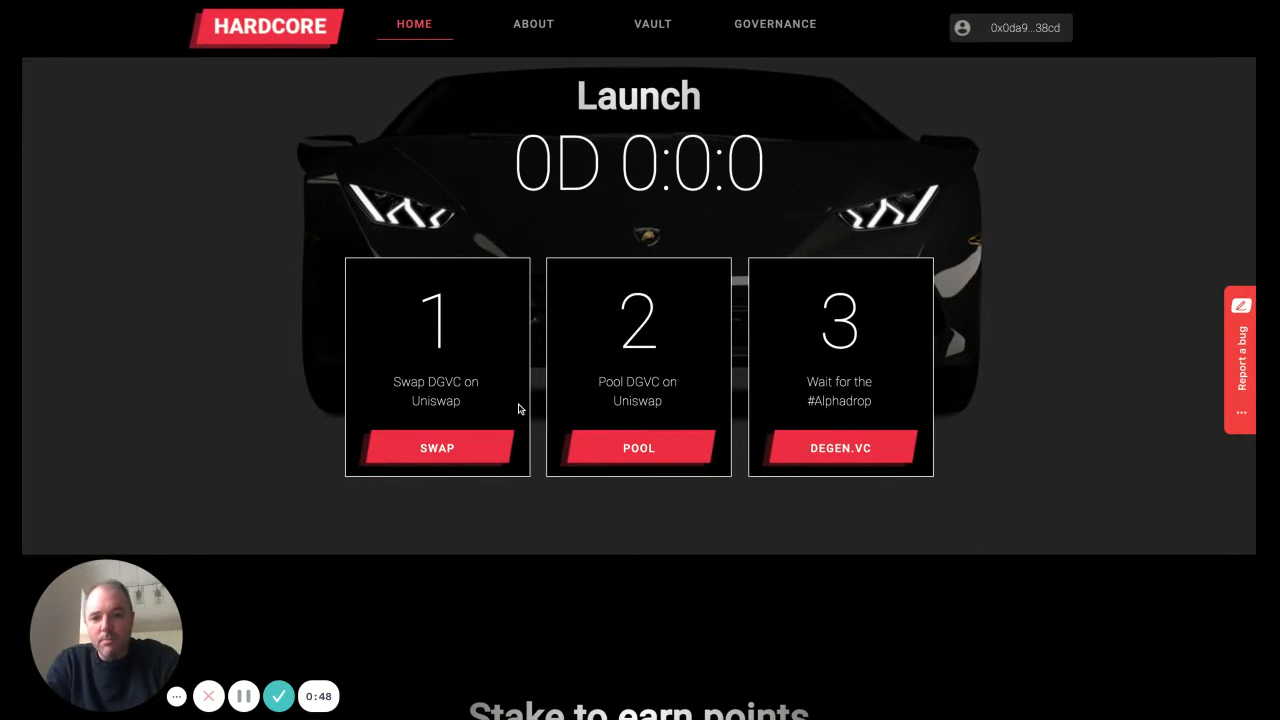 HARDCORE
HOME
ABOUT
VAULT
GOVERNANCE
0x0da9...38cd
Launch
0D 0:0:0
1
Swap DGVC on
Uniswap
SWAP
2
Pool DGVC on
Uniswap
POOL
3
Wait for the
#Alphadrop
DEGEN.VC
Report a bug
0:48
Stake to earn points